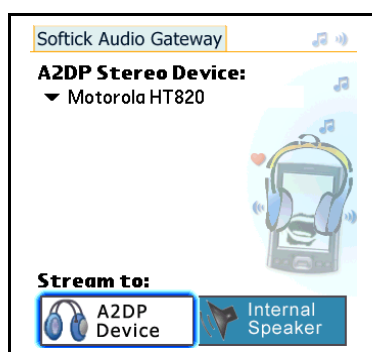 Softick Audio Gateway
A2DP Stereo Device:
Motorola HT820
Stream to:
A2DP
Device
Internal
Speaker